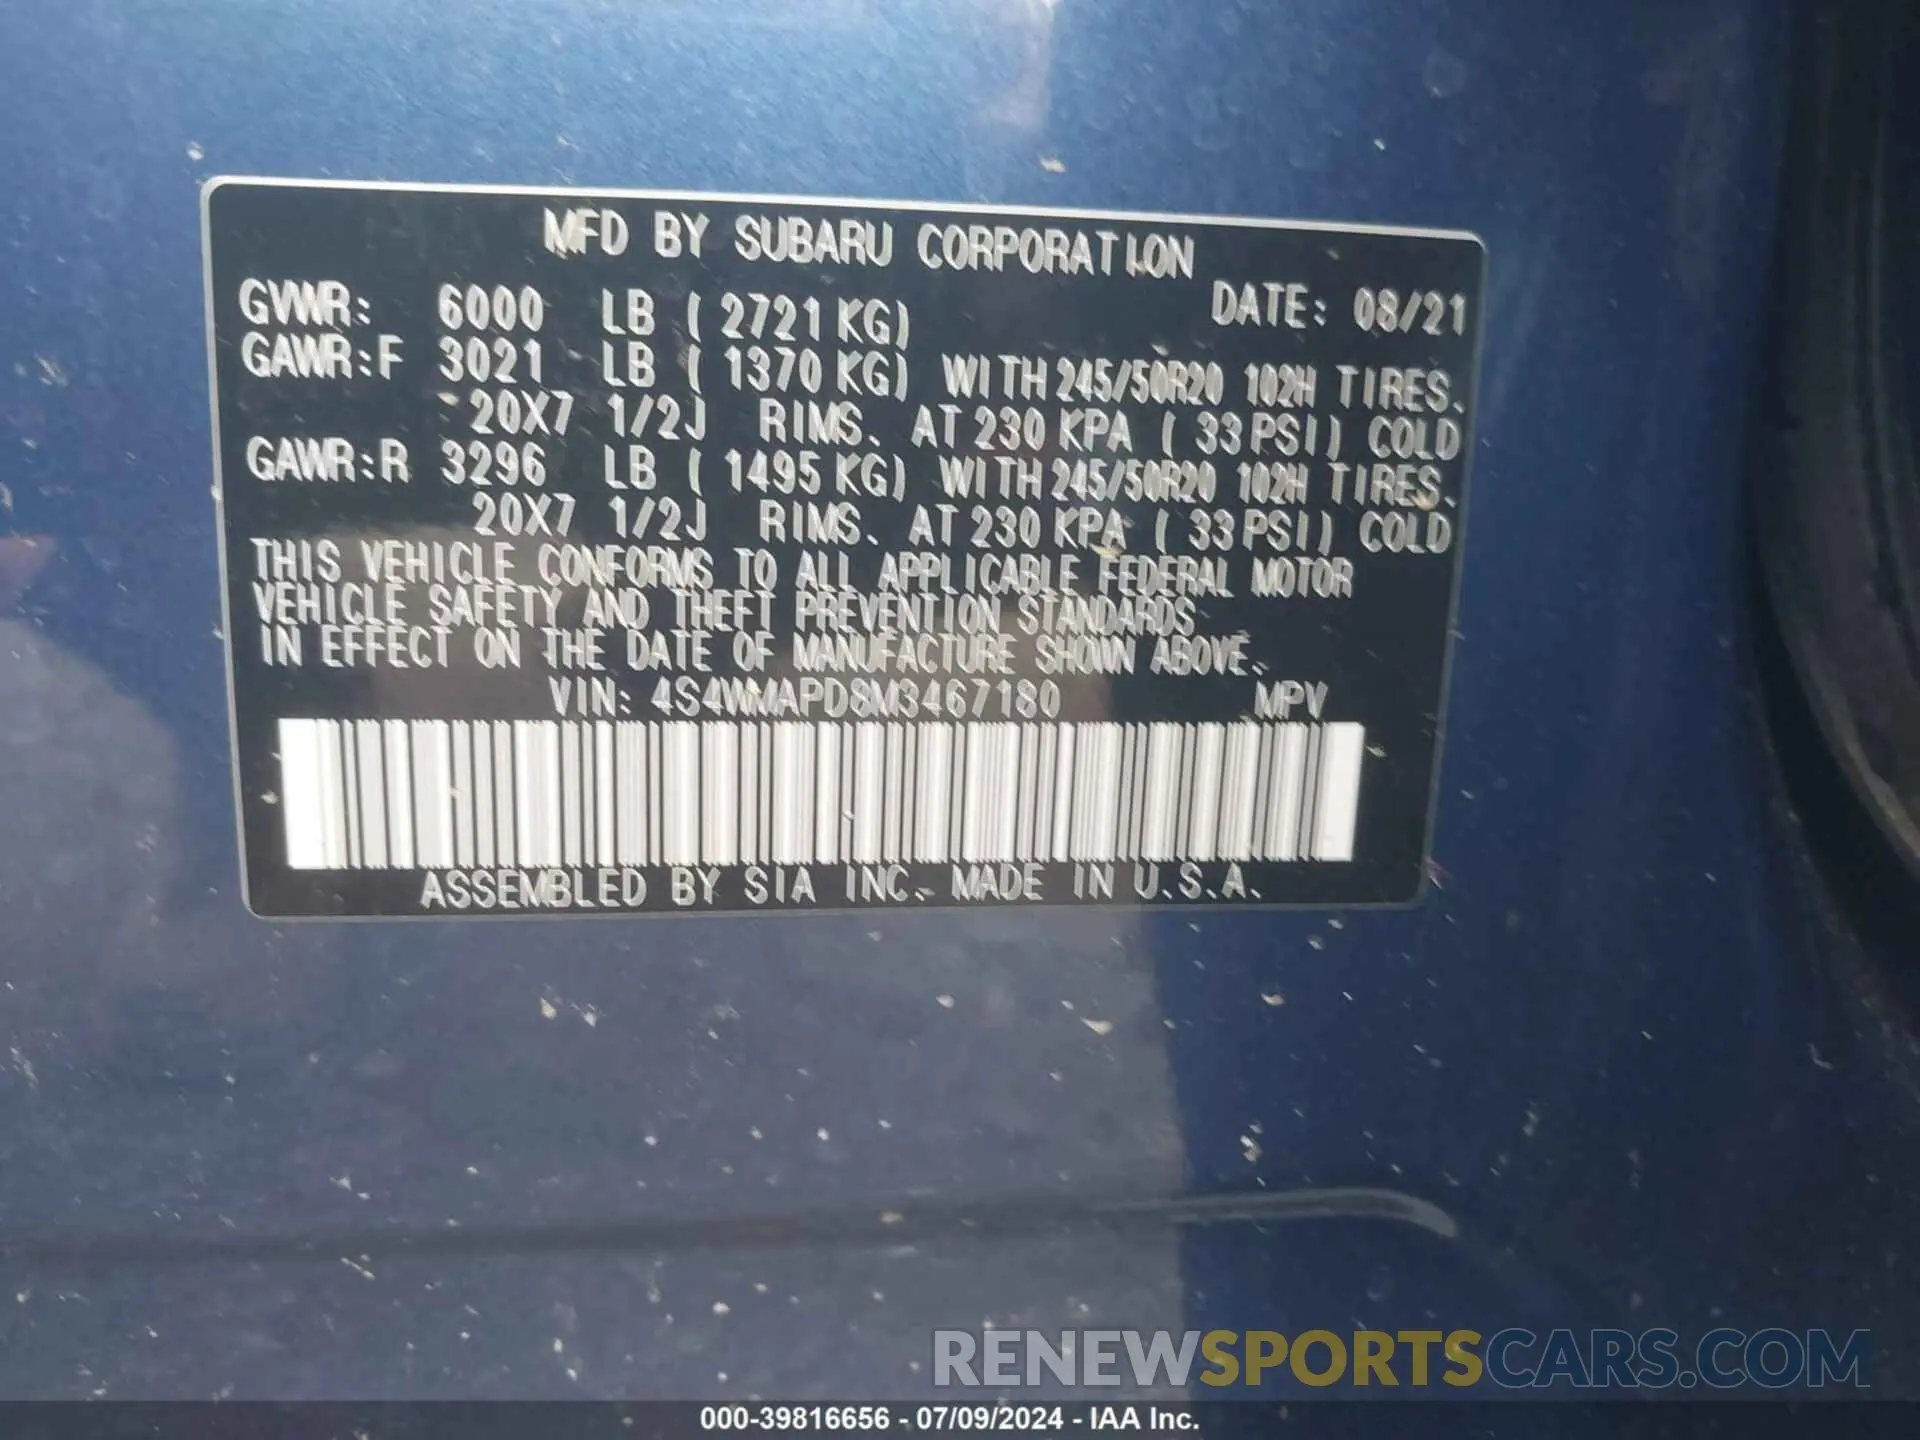 MFD BY SUBARU CORPORATION
GVWR: 6000 LB ( 2721 KG) DATE: 08/21
GAWR:F 3021 LB ( 1370 KG) WITH 245/50R20 102H TIRES.
20X7 1/2J RIMS. AT 230 KPA ( 33 PSI) COLD
GAWR:R 3296 LB ( 1495 KG) WITH 245/50R20 102H TIRES.
20X7 1/2J RIMS. AT 230 KPA ( 33 PSI) COLD
THIS VEHICLE CONFORMS TO ALL APPLICABLE FEDERAL MOTOR
VEHICLE SAFETY AND THEFT PREVENTION STANDARDS
IN EFFECT ON THE DATE OF MANUFACTURE SHOWN ABOVE.
VIN: 4S4WMAPD8M3467180 MPV
ASSEMBLED BY SIA INC. MADE IN U.S.A.
RENEWSPORTSCARS.COM
000-39816656 - 07/09/2024 - IAA Inc.